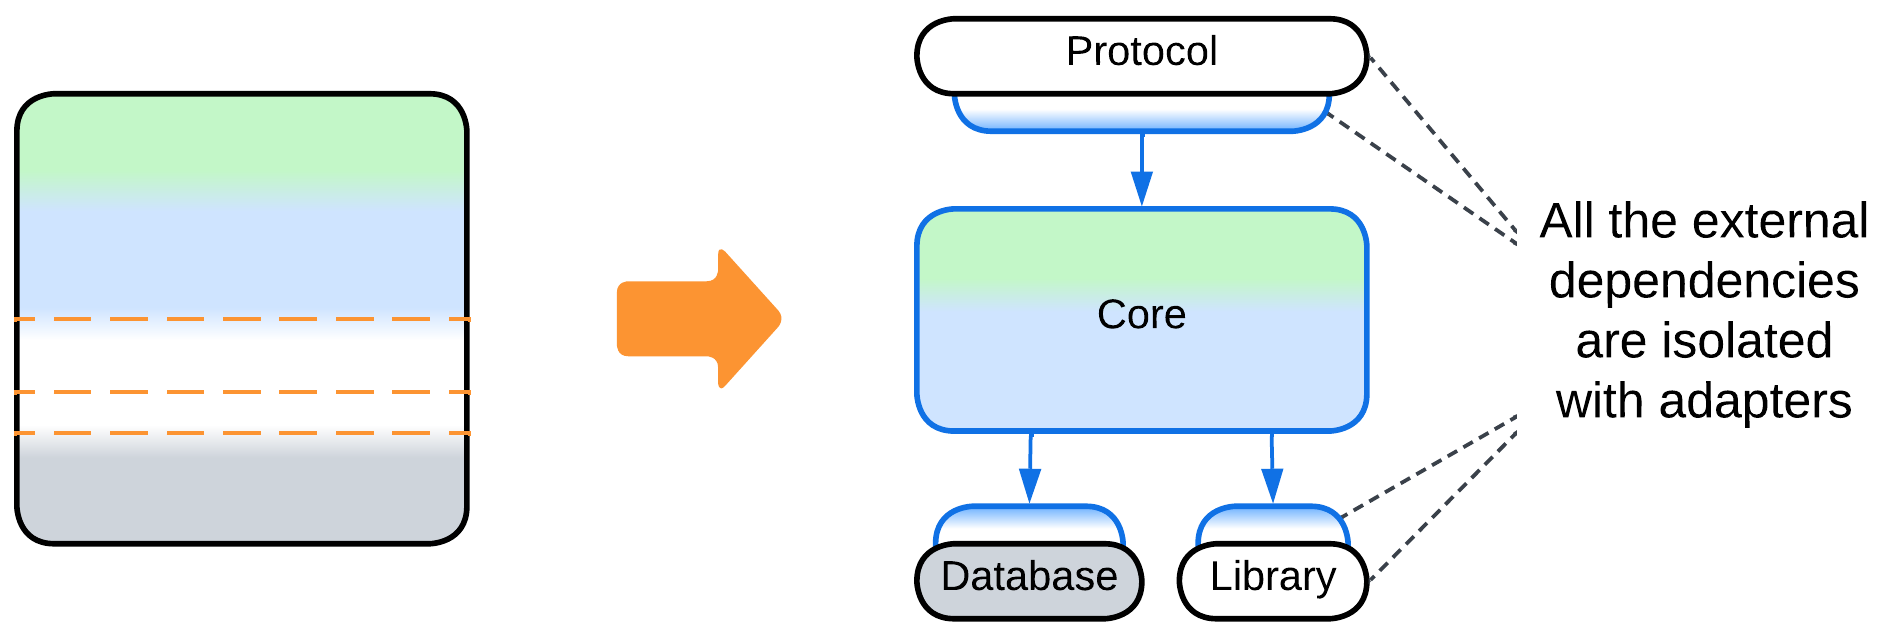 Protocol
Core
Database
Library
All the external
dependencies
are isolated
with adapters